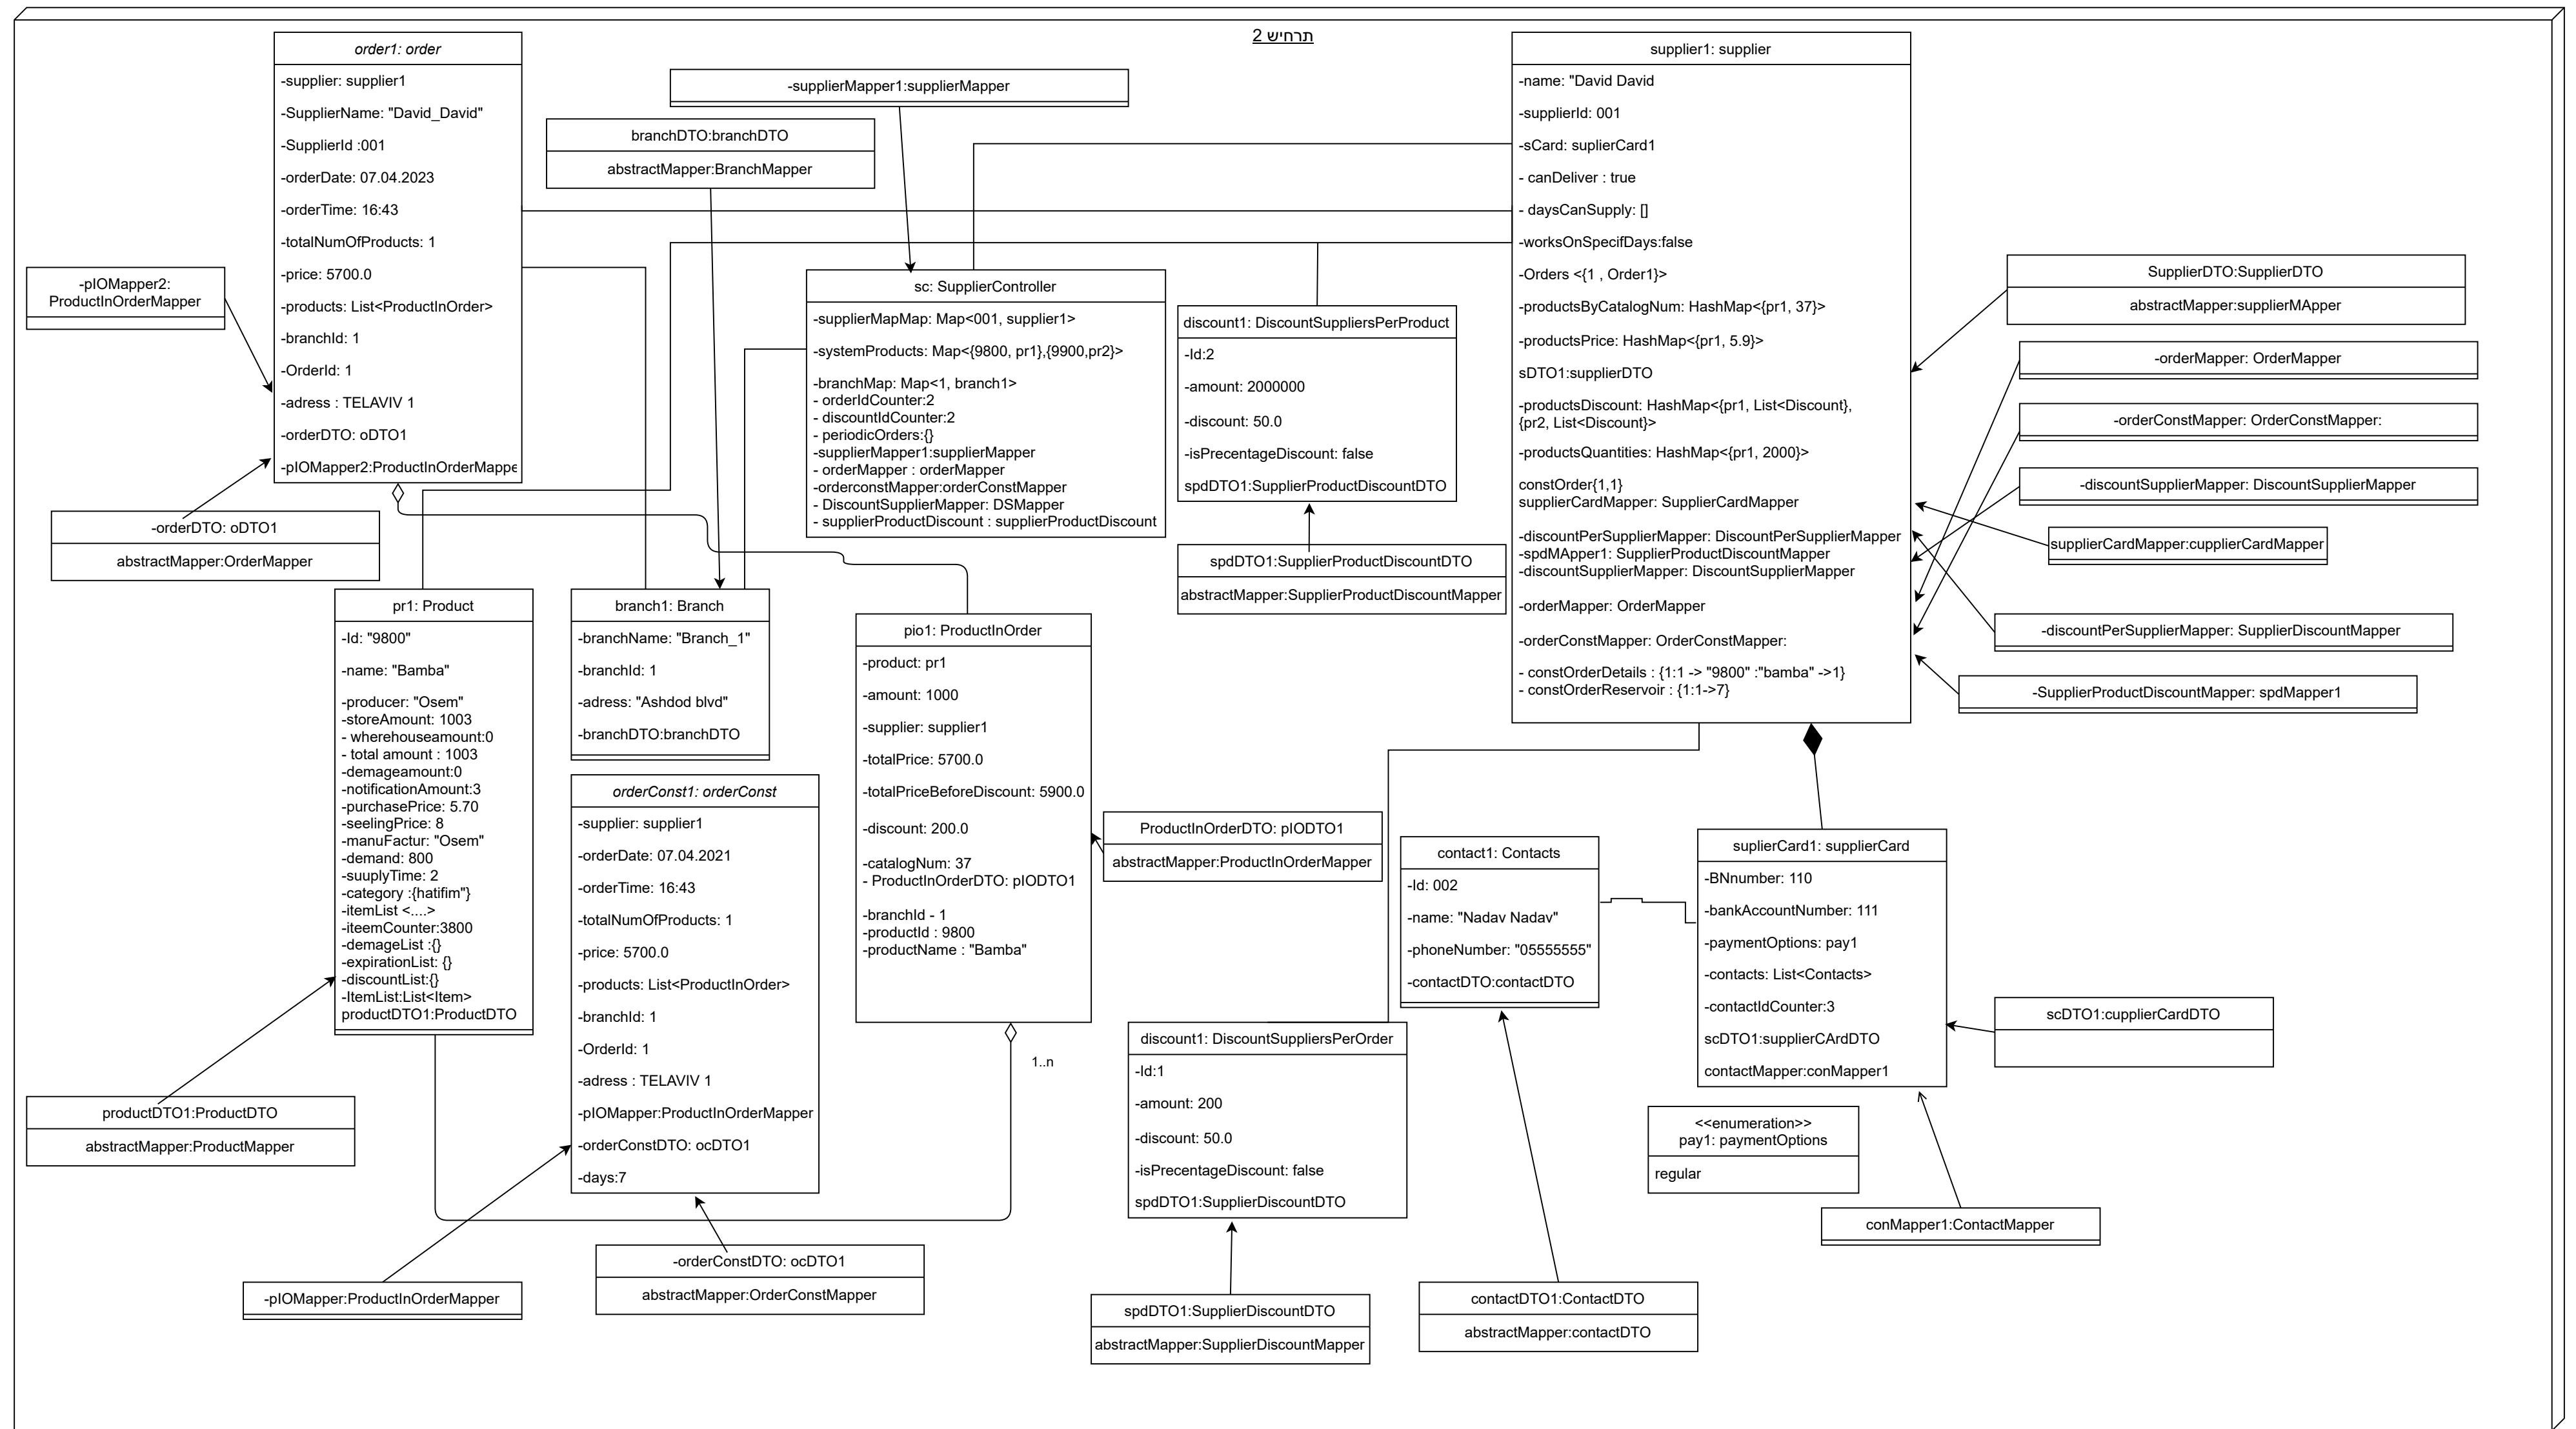 תרחיש 2
order1: order
-supplier: supplier1
-SupplierName: "David_David"
-SupplierId :001
-orderDate: 07.04.2023
-orderTime: 16:43
-totalNumOfProducts: 1
-price: 5700.0
-products: List<ProductInOrder>
-branchId: 1
-OrderId: 1
-adress : TELAVIV 1
-orderDTO: oDTO1
-pIOMapper2:ProductInOrderMappe
-pIOMapper2:
ProductInOrderMapper
-orderDTO: oDTO1
abstractMapper:OrderMapper
-supplierMapper1:supplierMapper
branchDTO:branchDTO
abstractMapper:BranchMapper
sc: SupplierController
-supplierMapMap: Map<001, supplier1>
-systemProducts: Map<{9800, pr1},{9900,pr2}>
-branchMap: Map<1, branch1>
- orderIdCounter:2
- discountIdCounter:2
- periodicOrders:{}
-supplierMapper1:supplierMapper
- orderMapper : orderMapper
-orderconstMapper:orderConstMapper
- DiscountSupplierMapper: DSMapper
- supplierProductDiscount : supplierProductDiscount
discount1: DiscountSuppliersPerProduct
-Id:2
-amount: 2000000
-discount: 50.0
-isPrecentageDiscount: false
spdDTO1:SupplierProductDiscountDTO
spdDTO1:SupplierProductDiscountDTO
abstractMapper:SupplierProductDiscountMapper
supplier1: supplier
-name: "David David
-supplierId: 001
-sCard: suplierCard1
- canDeliver : true
- daysCanSupply: []
-worksOnSpecifDays:false
-Orders <{1 , Order1}>
-productsByCatalogNum: HashMap<{pr1, 37}>
-productsPrice: HashMap<{pr1, 5.9}>
sDTO1:supplierDTO
-productsDiscount: HashMap<{pr1, List<Discount},
{pr2, List<Discount}>
-productsQuantities: HashMap<{pr1, 2000}>
constOrder{1,1}
supplierCardMapper: SupplierCardMapper
-discountPerSupplierMapper: DiscountPerSupplierMapper
-spdMApper1: SupplierProductDiscountMapper
-discountSupplierMapper: DiscountSupplierMapper
-orderMapper: OrderMapper
-orderConstMapper: OrderConstMapper:
- constOrderDetails : {1:1 -> "9800" :"bamba" ->1}
- constOrderReservoir : {1:1->7}
SupplierDTO:SupplierDTO
abstractMapper:supplierMApper
-orderMapper: OrderMapper
-orderConstMapper: OrderConstMapper:
-discountSupplierMapper: DiscountSupplierMapper
supplierCardMapper:cupplierCardMapper
-discountPerSupplierMapper: SupplierDiscountMapper
-SupplierProductDiscountMapper: spdMapper1
pr1: Product
-Id: "9800"
-name: "Bamba"
-producer: "Osem"
-storeAmount: 1003
- wherehouseamount:0
- total amount : 1003
-demageamount:0
-notificationAmount:3
-purchasePrice: 5.70
-seelingPrice: 8
-manuFactur: "Osem"
-demand: 800
-suuplyTime: 2
-category :{hatifim"}
-itemList <....>
-iteemCounter:3800
-demageList :{}
-expirationList: {}
-discountList:{}
-ItemList:List<Item>
productDTO1:ProductDTO
productDTO1:ProductDTO
abstractMapper:ProductMapper
branch1: Branch
-branchName: "Branch_1"
-branchId: 1
-adress: "Ashdod blvd"
-branchDTO:branchDTO
orderConst1: orderConst
-supplier: supplier1
-orderDate: 07.04.2021
-orderTime: 16:43
-totalNumOfProducts: 1
-price: 5700.0
-products: List<ProductInOrder>
-branchId: 1
-OrderId: 1
-adress : TELAVIV 1
-pIOMapper:ProductInOrderMapper
-orderConstDTO: ocDTO1
-days:7
-pIOMapper:ProductInOrderMapper
-orderConstDTO: ocDTO1
abstractMapper:OrderConstMapper
pio1: ProductInOrder
-product: pr1
-amount: 1000
-supplier: supplier1
-totalPrice: 5700.0
-totalPriceBeforeDiscount: 5900.0
-discount: 200.0
-catalogNum: 37
- ProductInOrderDTO: pIODTO1
-branchId - 1
-productId : 9800
-productName : "Bamba"
1..n
ProductInOrderDTO: pIODTO1
abstractMapper:ProductInOrderMapper
discount1: DiscountSuppliersPerOrder
-Id:1
-amount: 200
-discount: 50.0
-isPrecentageDiscount: false
spdDTO1:SupplierDiscountDTO
spdDTO1:SupplierDiscountDTO
abstractMapper:SupplierDiscountMapper
contact1: Contacts
-Id: 002
-name: "Nadav Nadav"
-phoneNumber: "05555555"
-contactDTO:contactDTO
contactDTO1:ContactDTO
abstractMapper:contactDTO
suplierCard1: supplierCard
-BNnumber: 110
-bankAccountNumber: 111
-paymentOptions: pay1
-contacts: List<Contacts>
-contactIdCounter:3
scDTO1:supplierCArdDTO
contactMapper:conMapper1
scDTO1:cupplierCardDTO
<<enumeration>>
pay1: paymentOptions
regular
conMapper1:ContactMapper